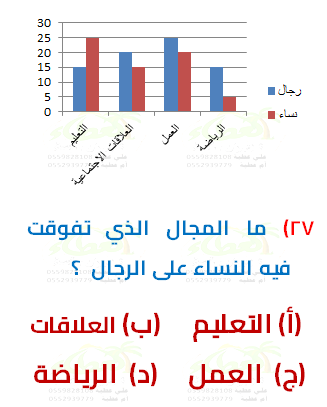 30
25
20
15
10
5
0
التعليم
العلاقات الاجتماعية
العمل
الرياضة
رجال
نساء
٢٧) ما المجال الذي تفوقت
فيه النساء على الرجال ؟
(أ) التعليم (ب) العلاقات
(ج) العمل (د) الرياضة